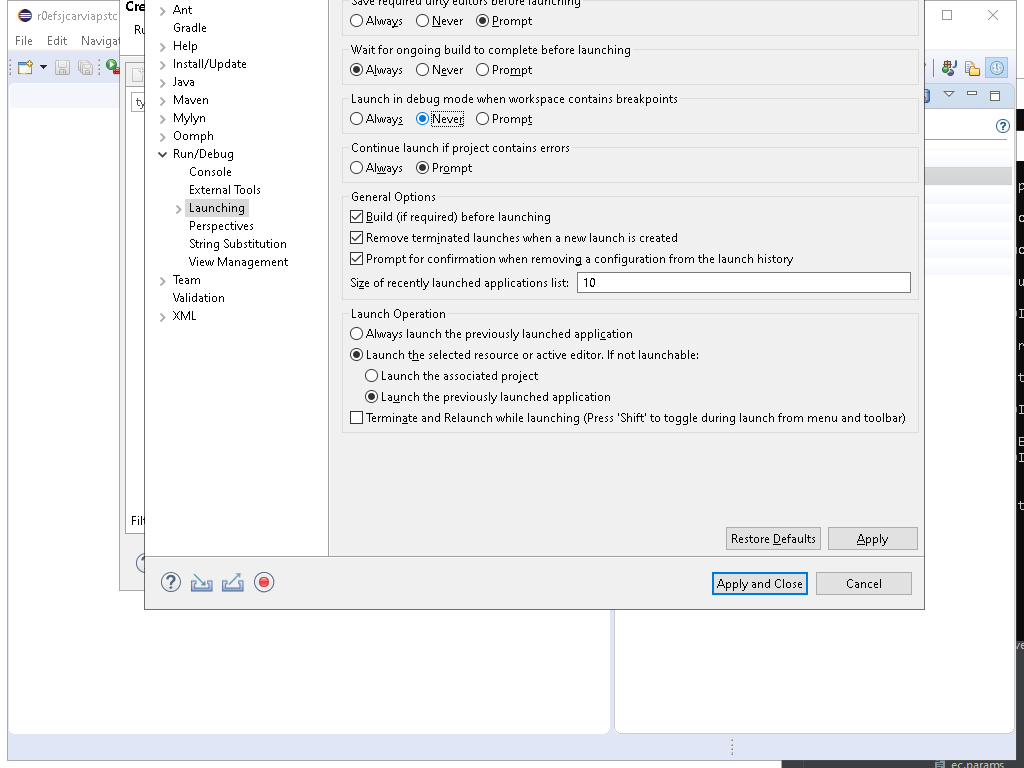 r0efsjcarviapstc
Cre
File Edit Navigat
Ru
ty
Filt
Ant
Gradle
Help
Install/Update
Java
Maven
Mylyn
Oomph
Run/Debug
Console
External Tools
Launching
Perspectives
String Substitution
View Management
Team
Validation
XML
Save required dirty editors before launching
Always Never Prompt
Wait for ongoing build to complete before launching
Always Never Prompt
Launch in debug mode when workspace contains breakpoints
Always Never Prompt
Continue launch if project contains errors
Always Prompt
General Options
Build (if required) before launching
Remove terminated launches when a new launch is created
Prompt for confirmation when removing a configuration from the launch history
Size of recently launched applications list: 10
Launch Operation
Always launch the previously launched application
Launch the selected resource or active editor. If not launchable:
Launch the associated project
Launch the previously launched application
Terminate and Relaunch while launching (Press 'Shift' to toggle during launch from menu and toolbar)
Restore Defaults Apply
Apply and Close Cancel
ec.params